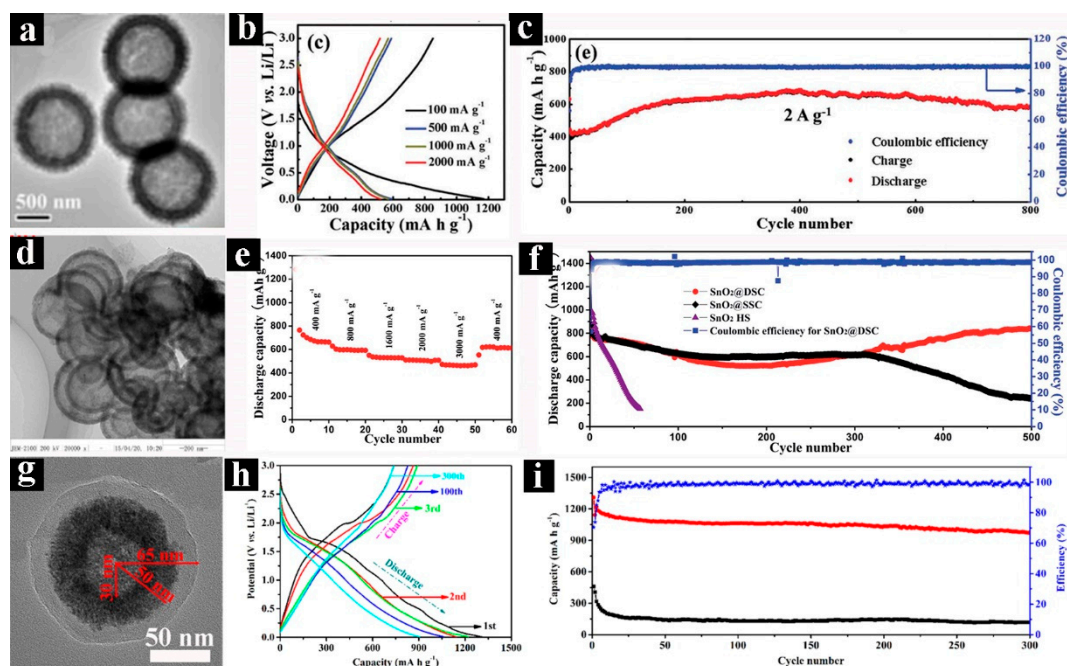 a
500 nm
b
(c)
Voltage (V vs. Li/Li⁺)
3.0
2.5
2.0
1.5
1.0
0.5
0.0
100 mA g⁻¹
500 mA g⁻¹
1000 mA g⁻¹
2000 mA g⁻¹
0 200 400 600 800 1000 1200
Capacity (mA h g⁻¹)
c
(e)
Capacity (mA h g⁻¹)
1000
800
600
400
200
0
2 A g⁻¹
Coulombic efficiency
Charge
Discharge
120
100
80
60
40
20
0
Coulombic efficiency (%)
0 200 400 600 800
Cycle number
d
e
Discharge capacity (mAh g⁻¹)
1400
1200
1000
800
600
400
200
0
400 mA g⁻¹
800 mA g⁻¹
1600 mA g⁻¹
2000 mA g⁻¹
3000 mA g⁻¹
400 mA g⁻¹
0 10 20 30 40 50 60
Cycle number
f
Discharge capacity (mAh g⁻¹)
1400
1200
1000
800
600
400
200
0
SnO₂@DSC
SnO₂@SSC
SnO₂ HS
Coulombic efficiency for SnO₂@DSC
100
90
80
70
60
50
40
30
20
10
Coulombic efficiency (%)
0 100 200 300 400 500
Cycle number
g
65 nm
50 nm
30 nm
50 nm
h
Potential (V vs. Li/Li⁺)
3.0
2.5
2.0
1.5
1.0
0.5
0.0
300th
100th
3rd
Charge
Discharge
2nd
1st
0 300 600 900 1200 1500
Capacity (mA h g⁻¹)
i
Capacity (mA h g⁻¹)
1500
1200
900
600
300
0
100
80
60
40
20
0
Efficiency (%)
0 50 100 150 200 250 300
Cycle number